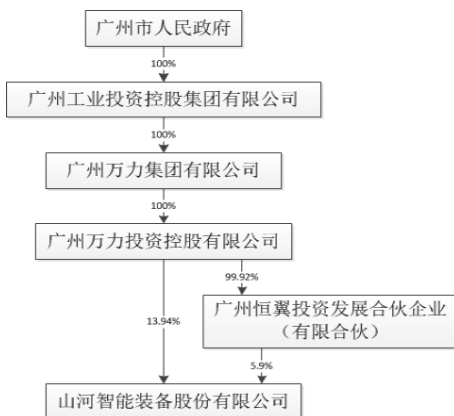 广州市人民政府
100%
广州工业投资控股集团有限公司
100%
广州万力集团有限公司
100%
广州万力投资控股有限公司
99.92%
13.94%
广州恒翼投资发展合伙企业
（有限合伙）
5.9%
山河智能装备股份有限公司